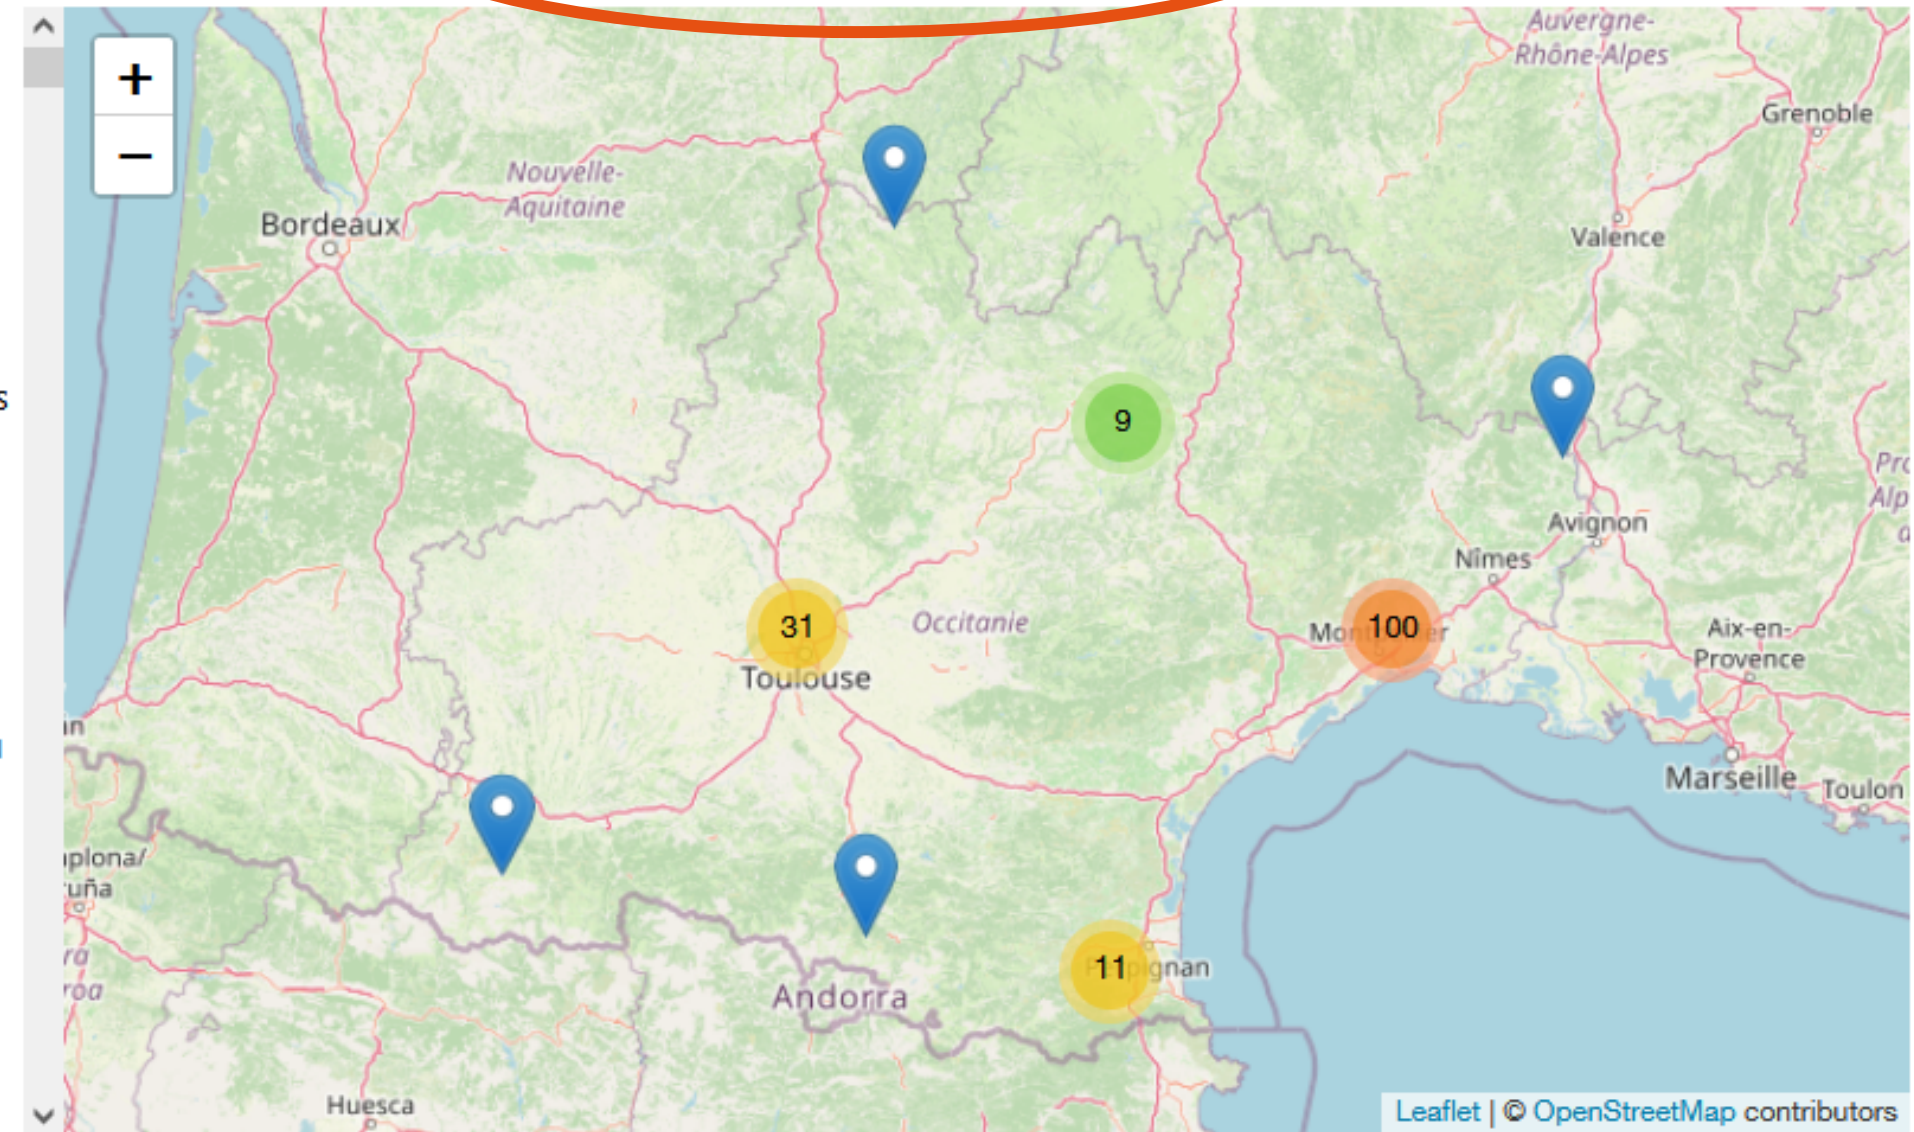 Auvergne-
Rhône-Alpes
+
Grenoble
−
Nouvelle-
Aquitaine
Bordeaux
Valence
s
9
Avignon
Nîmes
31
Occitanie
100
Aix-en-
Provence
Toulouse
Marseille
Toulon
Andorra
11
Huesca
Leaflet | © OpenStreetMap contributors